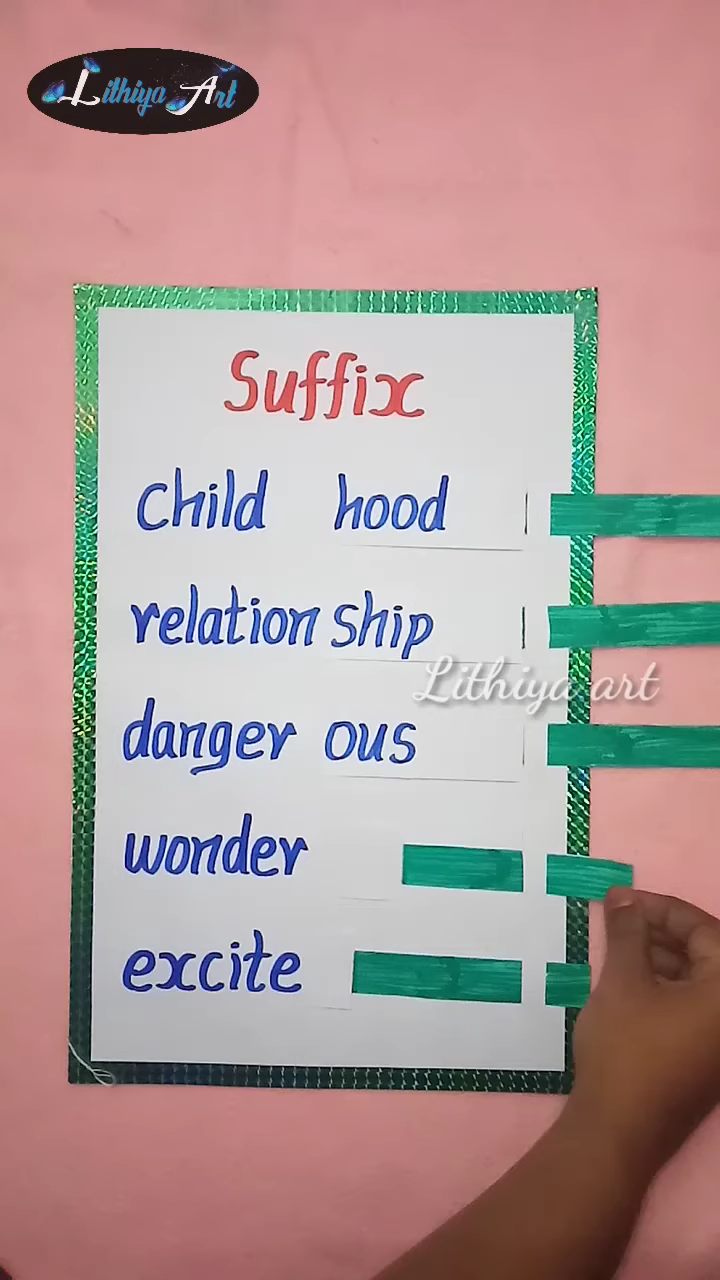 Lithiya Art
Suffix
child hood
relation ship
Lithiya art
danger ous
wonder
excite